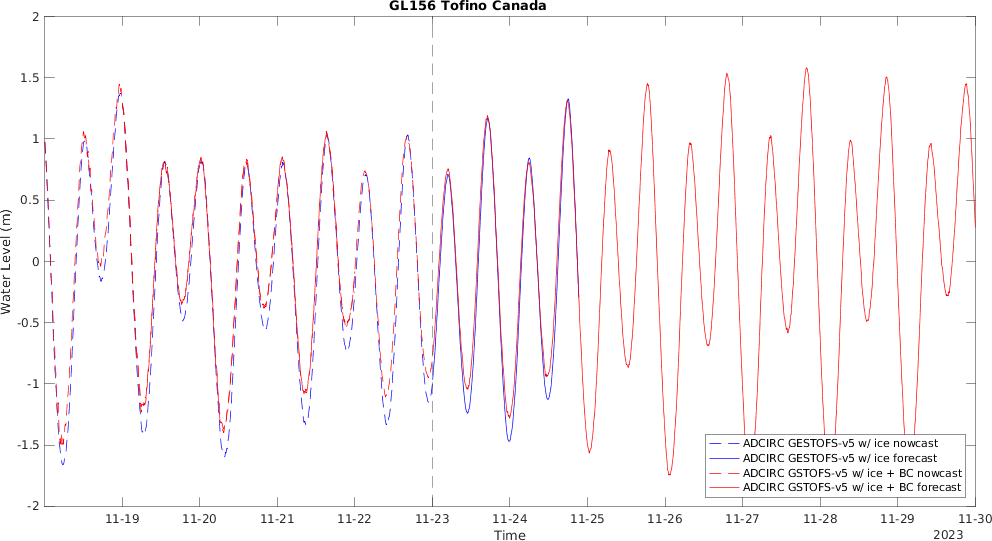 GL156 Tofino Canada
2
1.5
1
0.5
0
-0.5
-1
-1.5
-2
Water Level (m)
ADCIRC GESTOFS-v5 w/ ice nowcast
ADCIRC GESTOFS-v5 w/ ice forecast
ADCIRC GSTOFS-v5 w/ ice + BC nowcast
ADCIRC GSTOFS-v5 w/ ice + BC forecast
11-19 11-20 11-21 11-22 11-23 11-24 11-25 11-26 11-27 11-28 11-29 11-30
Time
2023